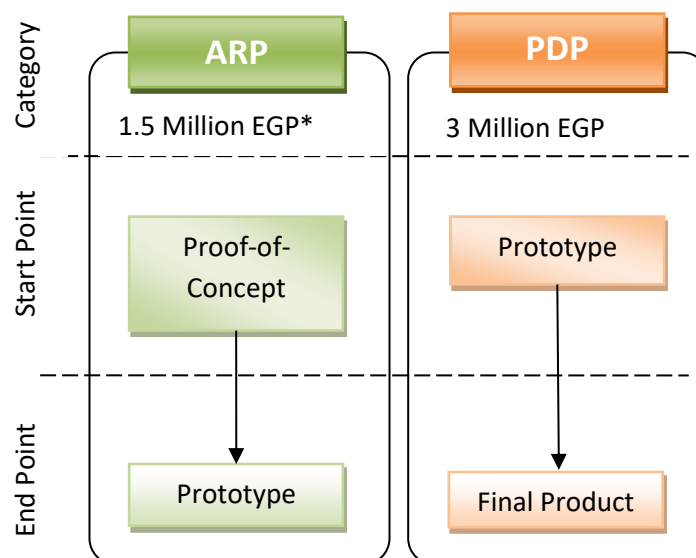 Category
ARP
PDP
1.5 Million EGP*
3 Million EGP
Start Point
Proof-of-
Concept
Prototype
End Point
Prototype
Final Product